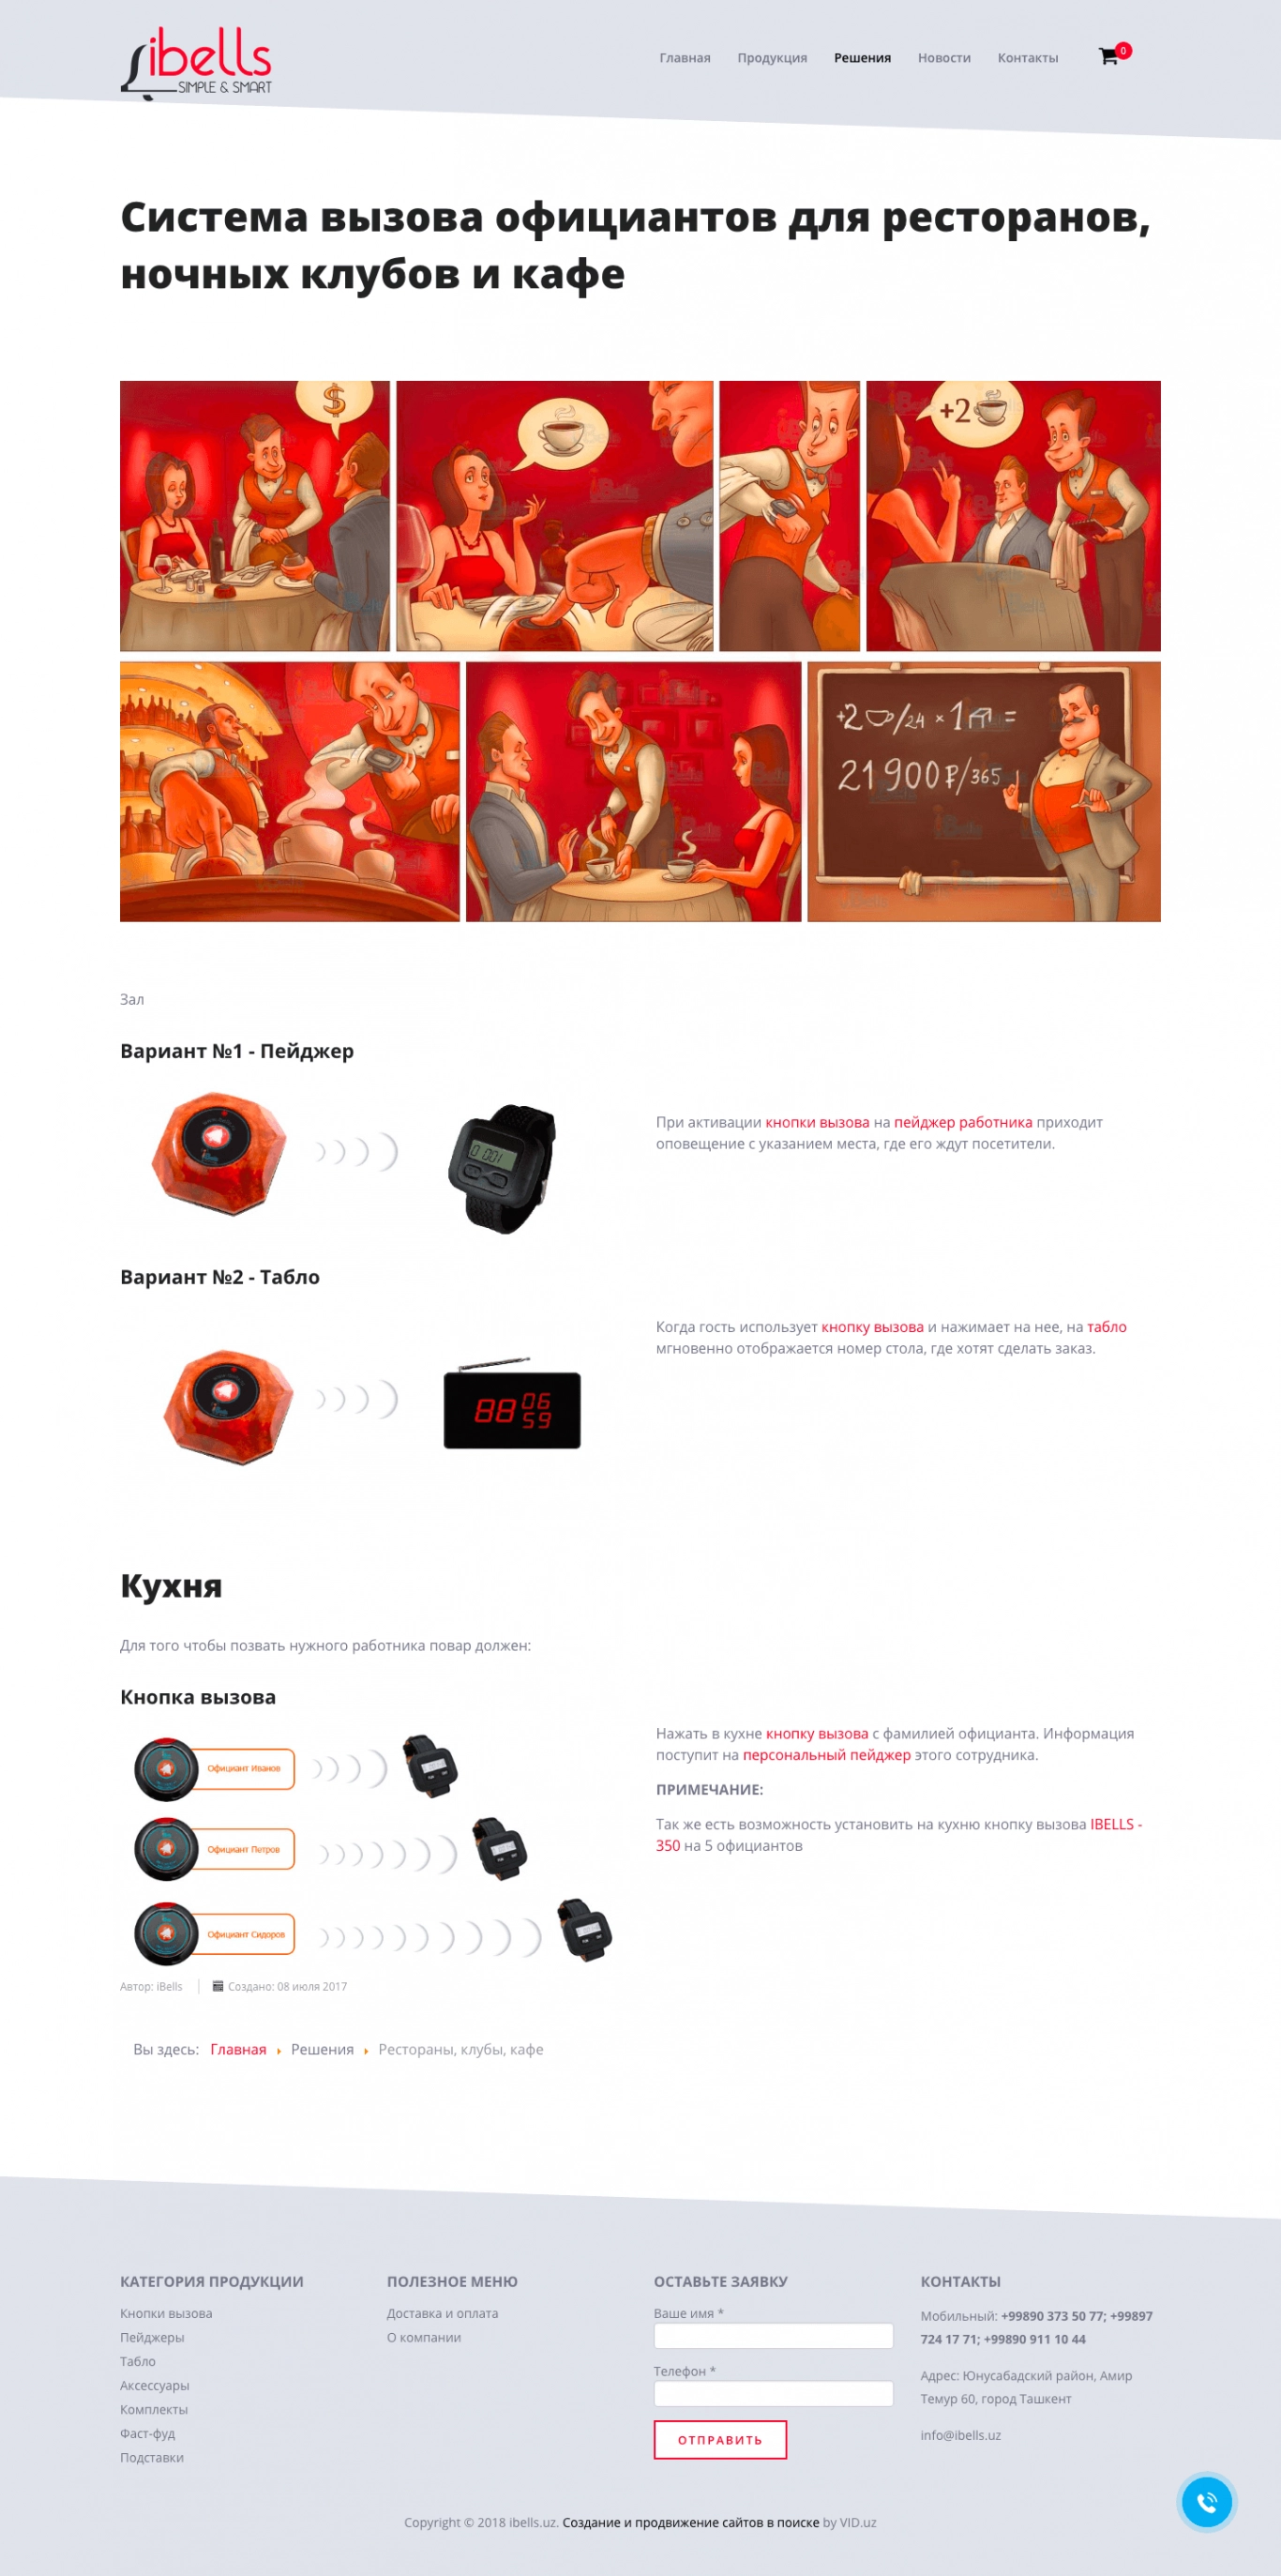 ibells
SIMPLE & SMART
Главная Продукция Решения Новости Контакты 0
Система вызова официантов для ресторанов,
ночных клубов и кафе
$
+2
+2 /24 × 1П =
21900₽/365
Зал
Вариант №1 - Пейджер
0 001
При активации кнопки вызова на пейджер работника приходит
оповещение с указанием места, где его ждут посетители.
Вариант №2 - Табло
Когда гость использует кнопку вызова и нажимает на нее, на табло
мгновенно отображается номер стола, где хотят сделать заказ.
88 06
59
Кухня
Для того чтобы позвать нужного работника повар должен:
Кнопка вызова
Официант Иванов
Официант Петров
Официант Сидоров
Нажать в кухне кнопку вызова с фамилией официанта. Информация
поступит на персональный пейджер этого сотрудника.
ПРИМЕЧАНИЕ:
Так же есть возможность установить на кухню кнопку вызова IBELLS -
350 на 5 официантов
Автор: iBells Создано: 08 июля 2017
Вы здесь: Главная Решения Рестораны, клубы, кафе
КАТЕГОРИЯ ПРОДУКЦИИ
Кнопки вызова
Пейджеры
Табло
Аксессуары
Комплекты
Фаст-фуд
Подставки
ПОЛЕЗНОЕ МЕНЮ
Доставка и оплата
О компании
ОСТАВЬТЕ ЗАЯВКУ
Ваше имя *
Телефон *
ОТПРАВИТЬ
КОНТАКТЫ
Мобильный: +99890 373 50 77; +99897
724 17 71; +99890 911 10 44
Адрес: Юнусабадский район, Амир
Темур 60, город Ташкент
info@ibells.uz
Copyright © 2018 ibells.uz. Создание и продвижение сайтов в поиске by VID.uz